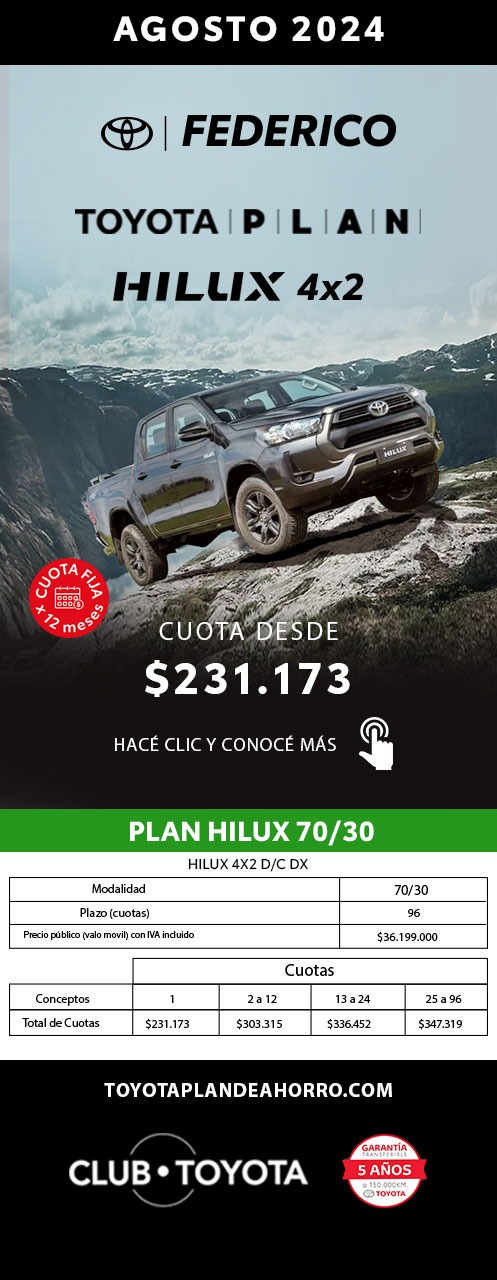 AGOSTO 2024
FEDERICO
TOYOTA | P | L | A | N |
HILUX 4x2
HILUX
CUOTA FIJA
x 12 meses
CUOTA DESDE
$231.173
HACÉ CLIC Y CONOCÉ MÁS
PLAN HILUX 70/30
HILUX 4X2 D/C DX
Modalidad 70/30
Plazo (cuotas) 96
Precio público (valo movil) con IVA incluido $36.199.000
Cuotas
Conceptos 1 2 a 12 13 a 24 25 a 96
Total de Cuotas $231.173 $303.315 $336.452 $347.319
TOYOTAPLANDEAHORRO.COM
CLUB • TOYOTA
GARANTÍA
TRANSFERIBLE
5 AÑOS
o 150.000KM.
TOYOTA